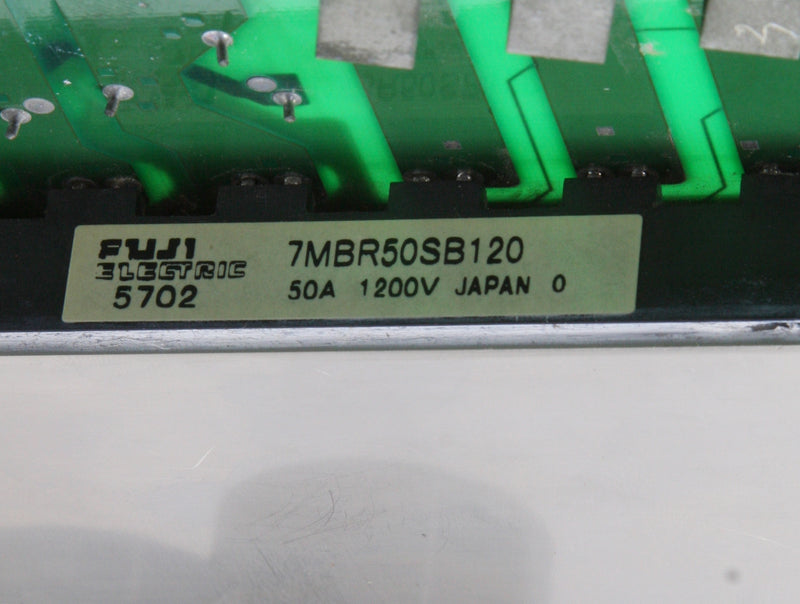 FUJI
ELECTRIC
5702
7MBR50SB120
50A 1200V JAPAN 0